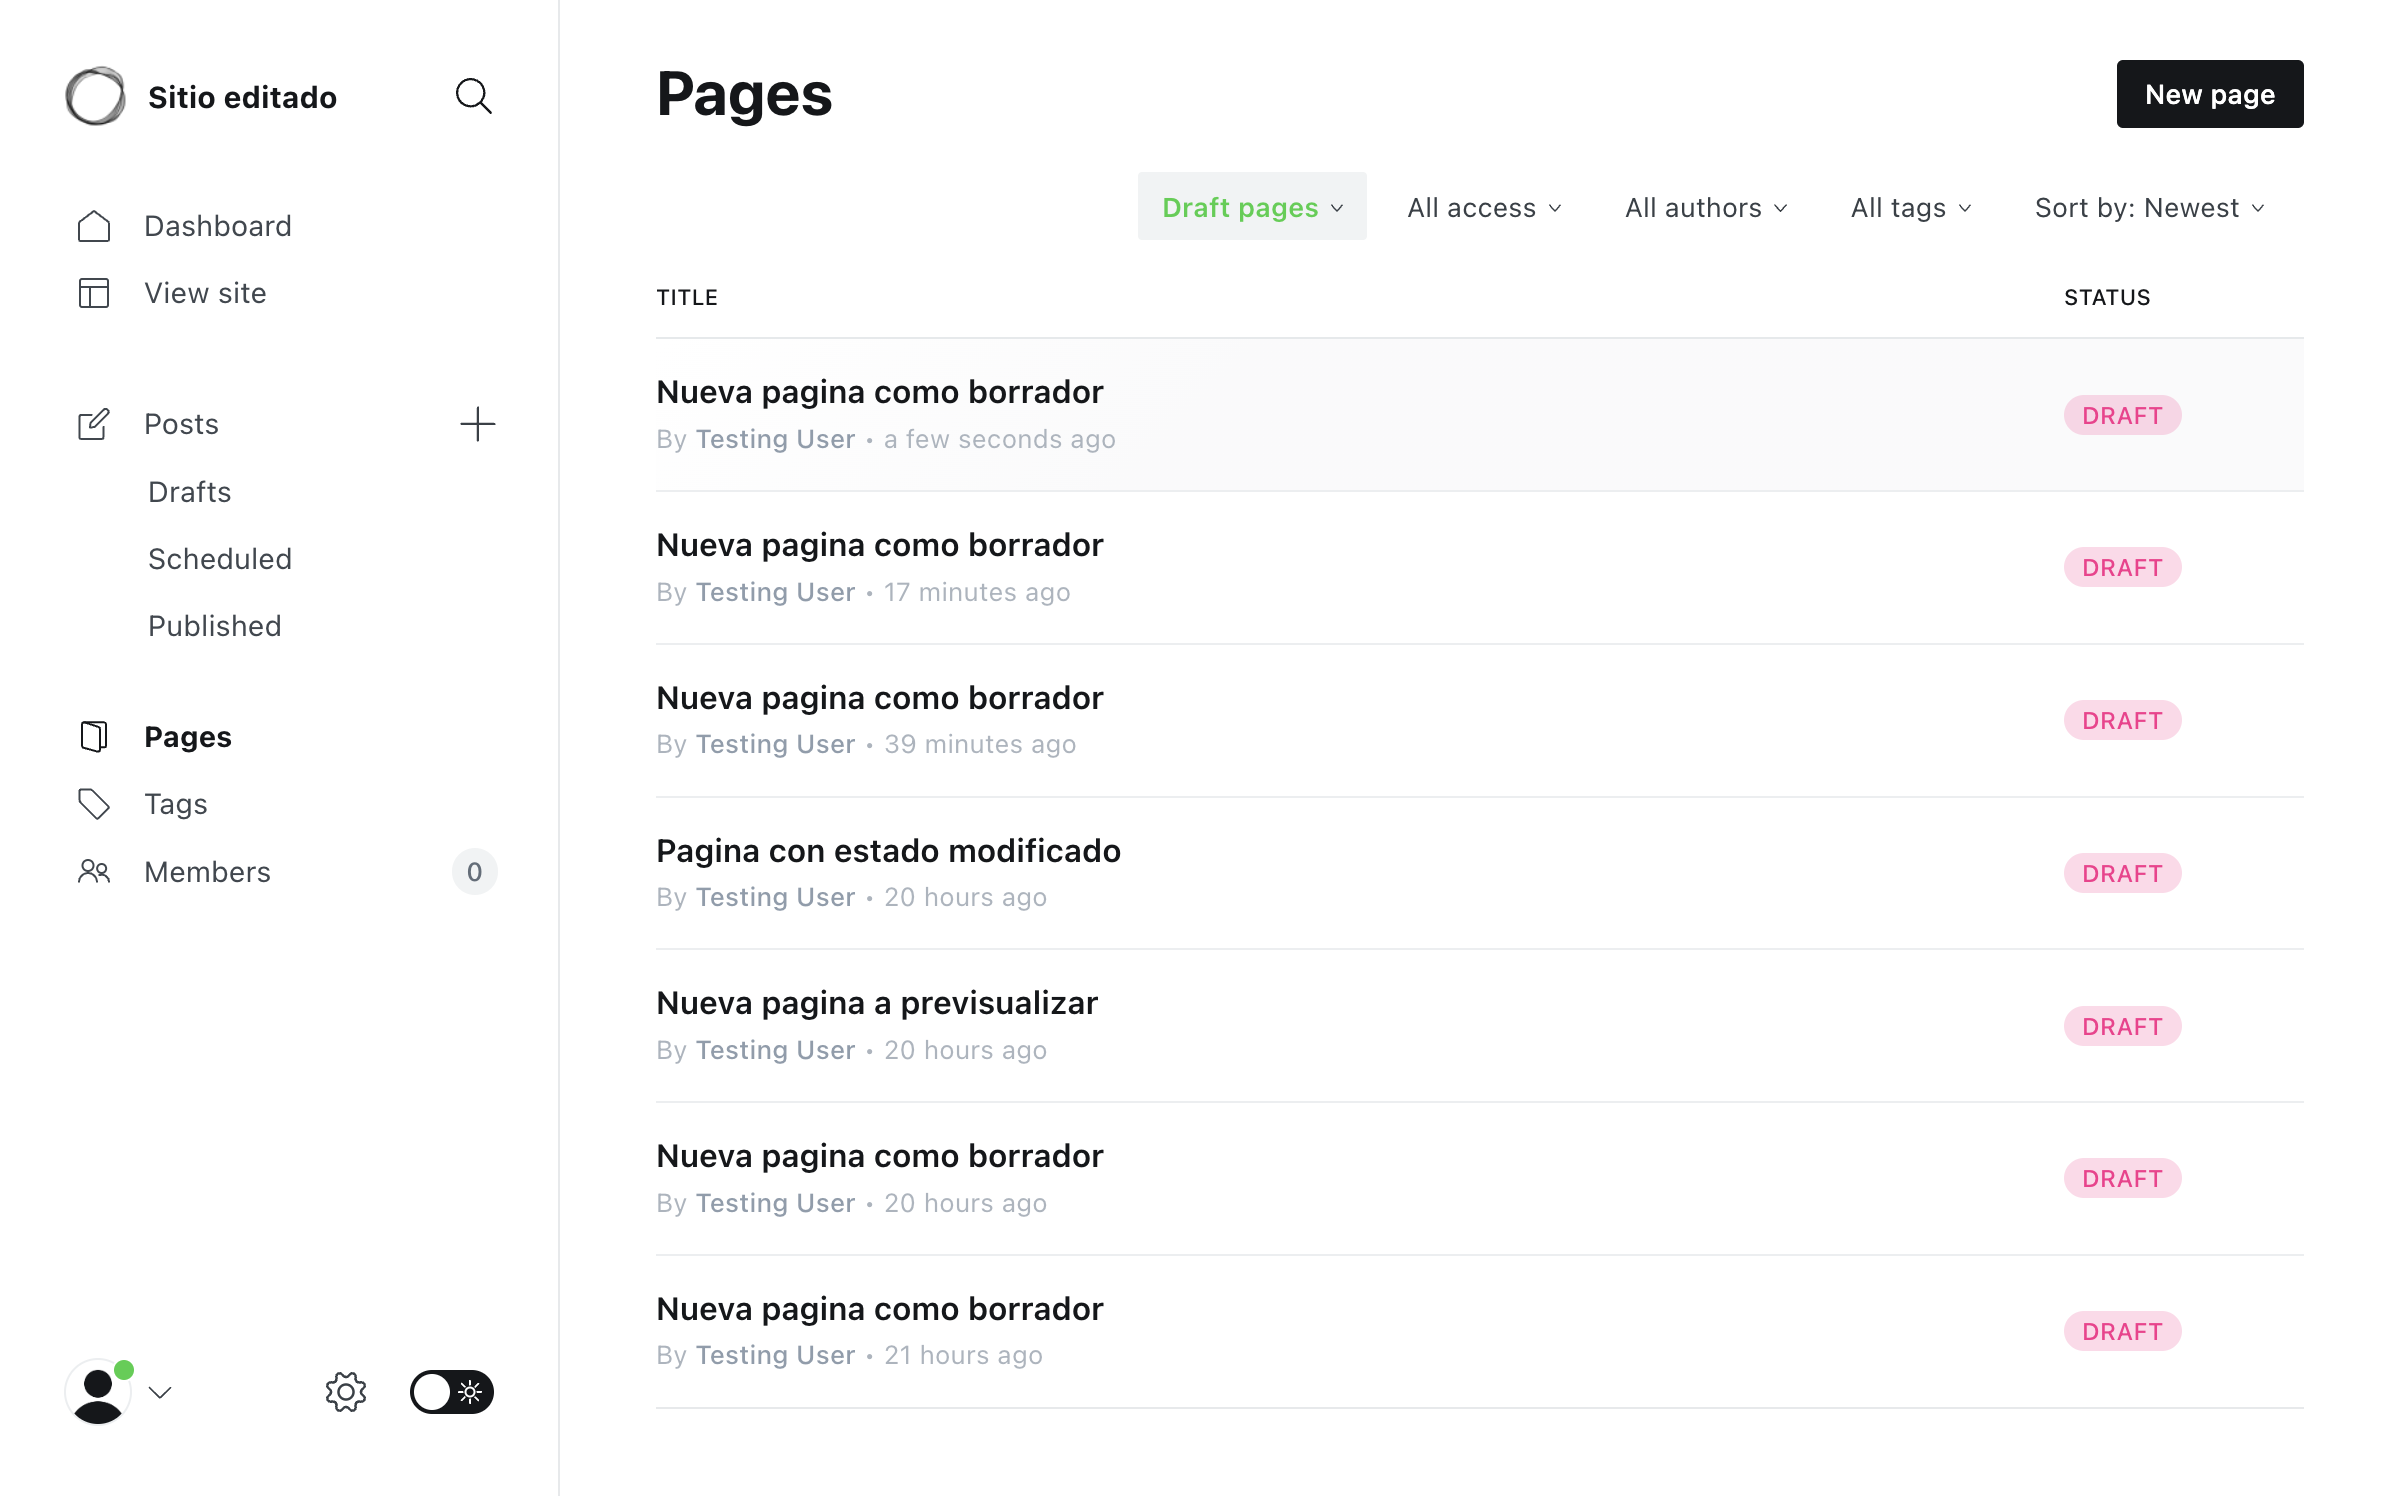 Sitio editado
Dashboard
View site
Posts
Drafts
Scheduled
Published
Pages
Tags
Members 0
Pages
New page
Draft pages All access All authors All tags Sort by: Newest
TITLE STATUS
Nueva pagina como borrador
By Testing User • a few seconds ago
DRAFT
Nueva pagina como borrador
By Testing User • 17 minutes ago
DRAFT
Nueva pagina como borrador
By Testing User • 39 minutes ago
DRAFT
Pagina con estado modificado
By Testing User • 20 hours ago
DRAFT
Nueva pagina a previsualizar
By Testing User • 20 hours ago
DRAFT
Nueva pagina como borrador
By Testing User • 20 hours ago
DRAFT
Nueva pagina como borrador
By Testing User • 21 hours ago
DRAFT